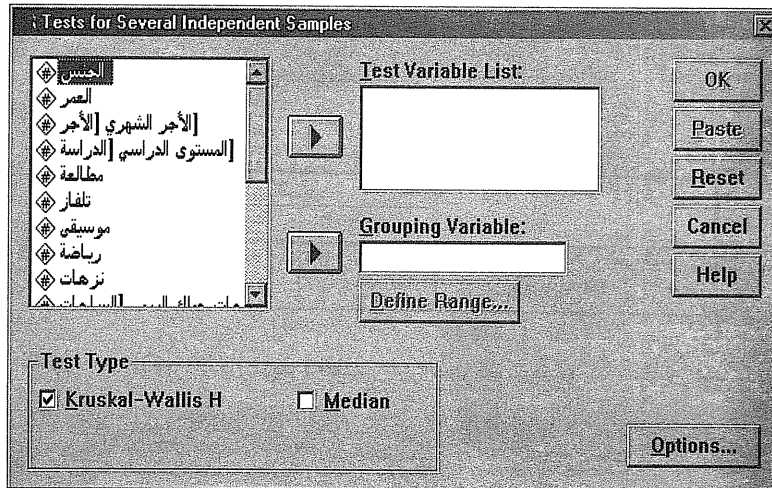 Tests for Several Independent Samples
الجنس
العمر
الأجر الشهري [الأجر]
المستوى الدراسي [الدراسة]
مطالعة
تلفاز
موسيقى
رياضة
نزهات
Test Variable List:
Grouping Variable:
Define Range...
OK
Paste
Reset
Cancel
Help
Test Type
Kruskal-Wallis H
Median
Options...